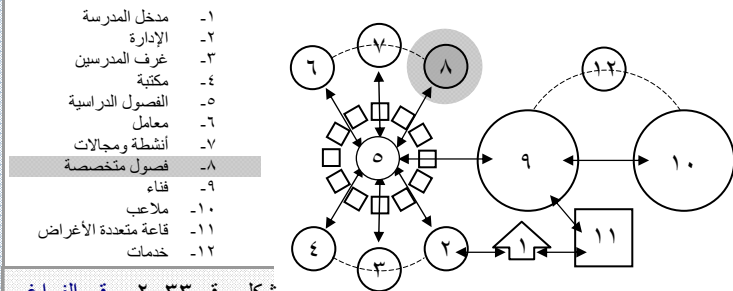 ١- مدخل المدرسة
٢- الإدارة
٣- غرف المدرسين
٤- مكتبة
٥- الفصول الدراسية
٦- معامل
٧- أنشطة ومجالات
٨- فصول متخصصة
٩- فناء
١٠- ملاعب
١١- قاعة متعددة الأغراض
١٢- خدمات
٧
٦
٨
١٢
٥
٩
١٠
٤
٣
٢
١
١١